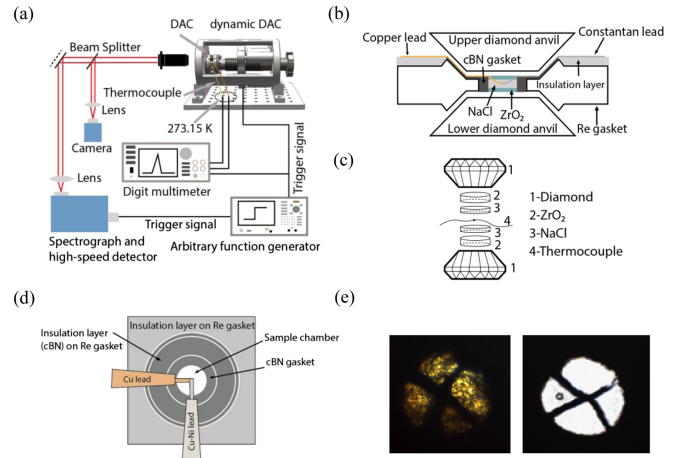 (a)
DAC
dynamic DAC
Beam Splitter
Thermocouple
Lens
273.15 K
Camera
Trigger signal
Lens
Digit multimeter
Trigger signal
Spectrograph and
high-speed detector
Arbitrary function generator
(b)
Copper lead
Constantan lead
Upper diamond anvil
cBN gasket
Insulation layer
NaCl
ZrO₂
Re gasket
Lower diamond anvil
(c)
1
2
3
4
3
2
1
1-Diamond
2-ZrO₂
3-NaCl
4-Thermocouple
(d)
Insulation layer on Re gasket
Insulation layer
(cBN) on Re gasket
Sample chamber
cBN gasket
Cu lead
Cu-Ni lead
(e)